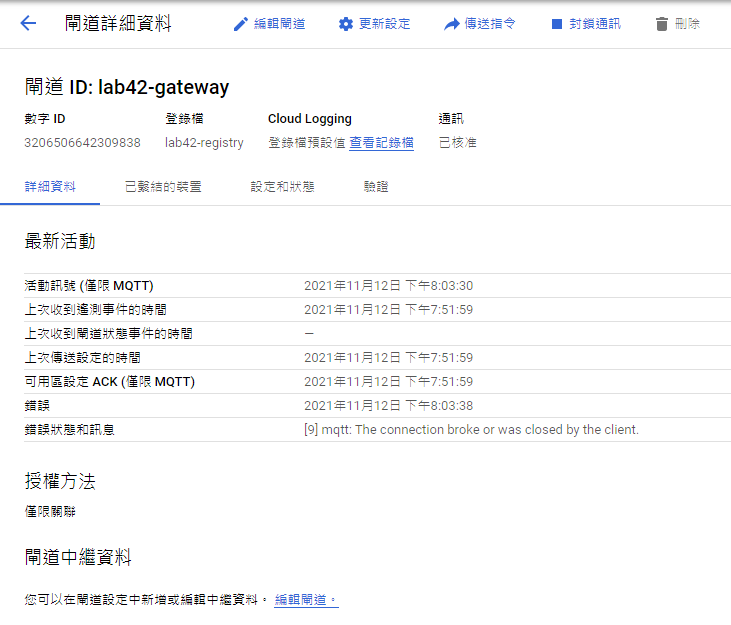 閘道詳細資料 編輯閘道 更新設定 傳送指令 封鎖通訊 刪除
閘道 ID: lab42-gateway
數字 ID 登錄檔 Cloud Logging 通訊
3206506642309838 lab42-registry 登錄檔預設值 查看記錄檔 已核准
詳細資料 已繫結的裝置 設定和狀態 驗證
最新活動
活動訊號 (僅限 MQTT) 2021年11月12日 下午8:03:30
上次收到遙測事件的時間 2021年11月12日 下午7:51:59
上次收到閘道狀態事件的時間 —
上次傳送設定的時間 2021年11月12日 下午7:51:59
可用區設定 ACK (僅限 MQTT) 2021年11月12日 下午7:51:59
錯誤 2021年11月12日 下午8:03:38
錯誤狀態和訊息 [9] mqtt: The connection broke or was closed by the client.
授權方法
僅限關聯
閘道中繼資料
您可以在閘道設定中新增或編輯中繼資料。 編輯閘道。